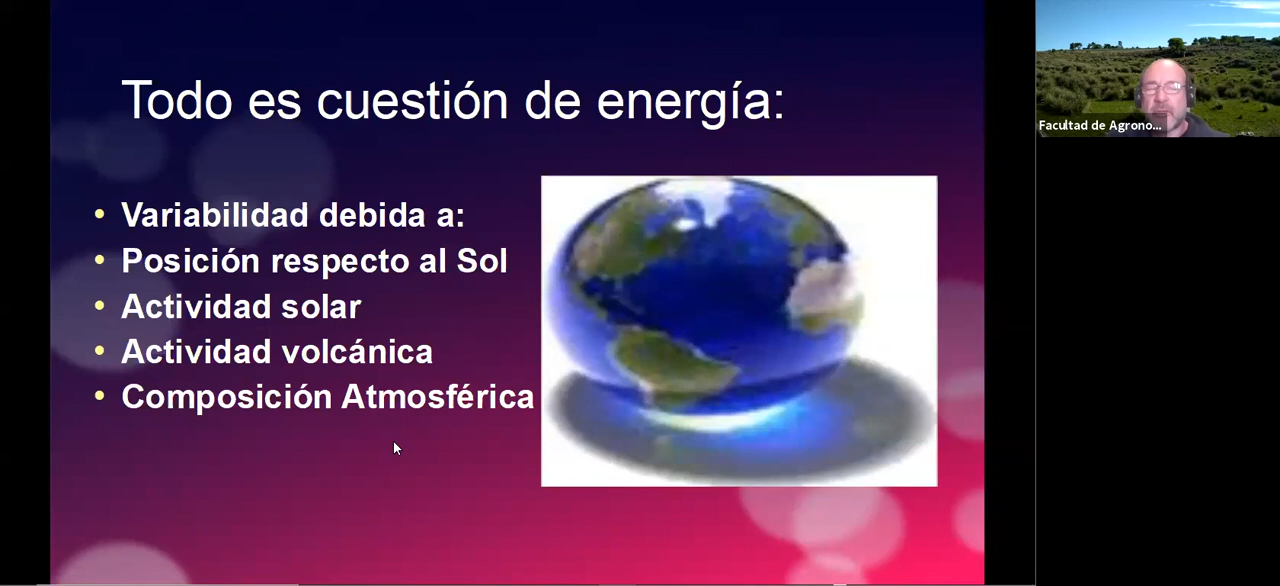 Todo es cuestión de energía:
• Variabilidad debida a:
• Posición respecto al Sol
• Actividad solar
• Actividad volcánica
• Composición Atmosférica
Facultad de Agrono...